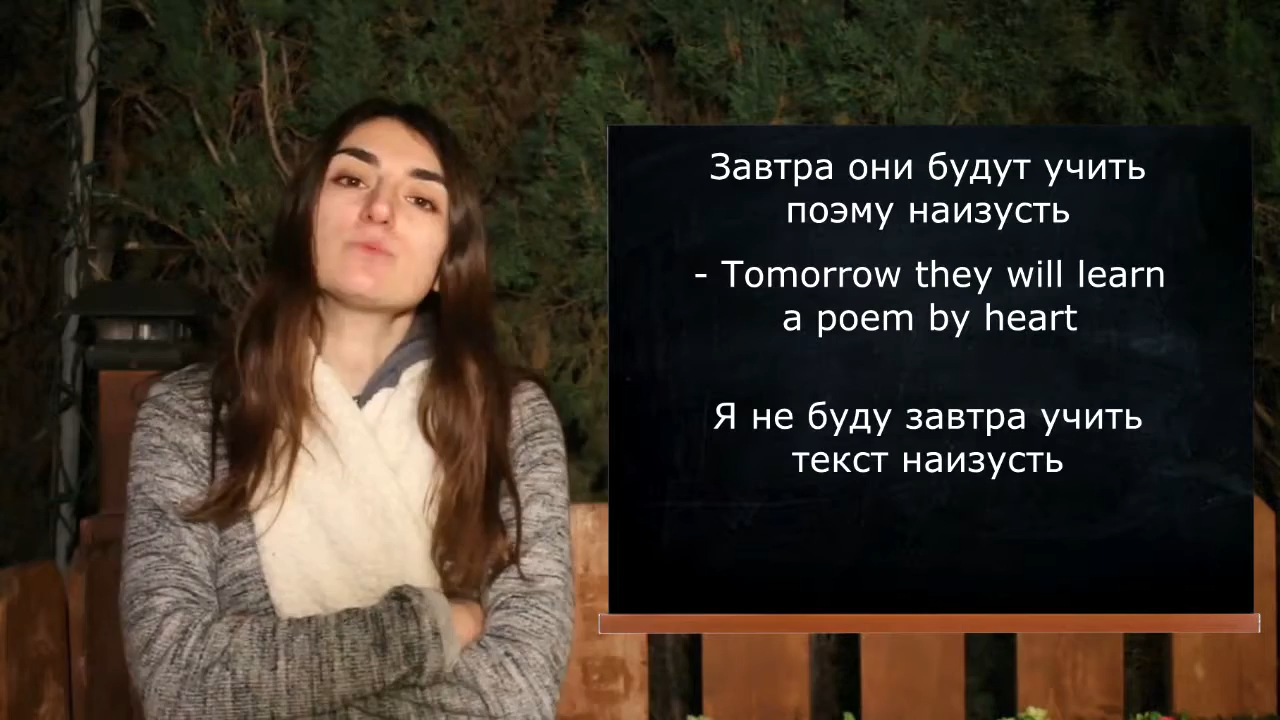 Завтра они будут учить
поэму наизусть
- Tomorrow they will learn
a poem by heart
Я не буду завтра учить
текст наизусть